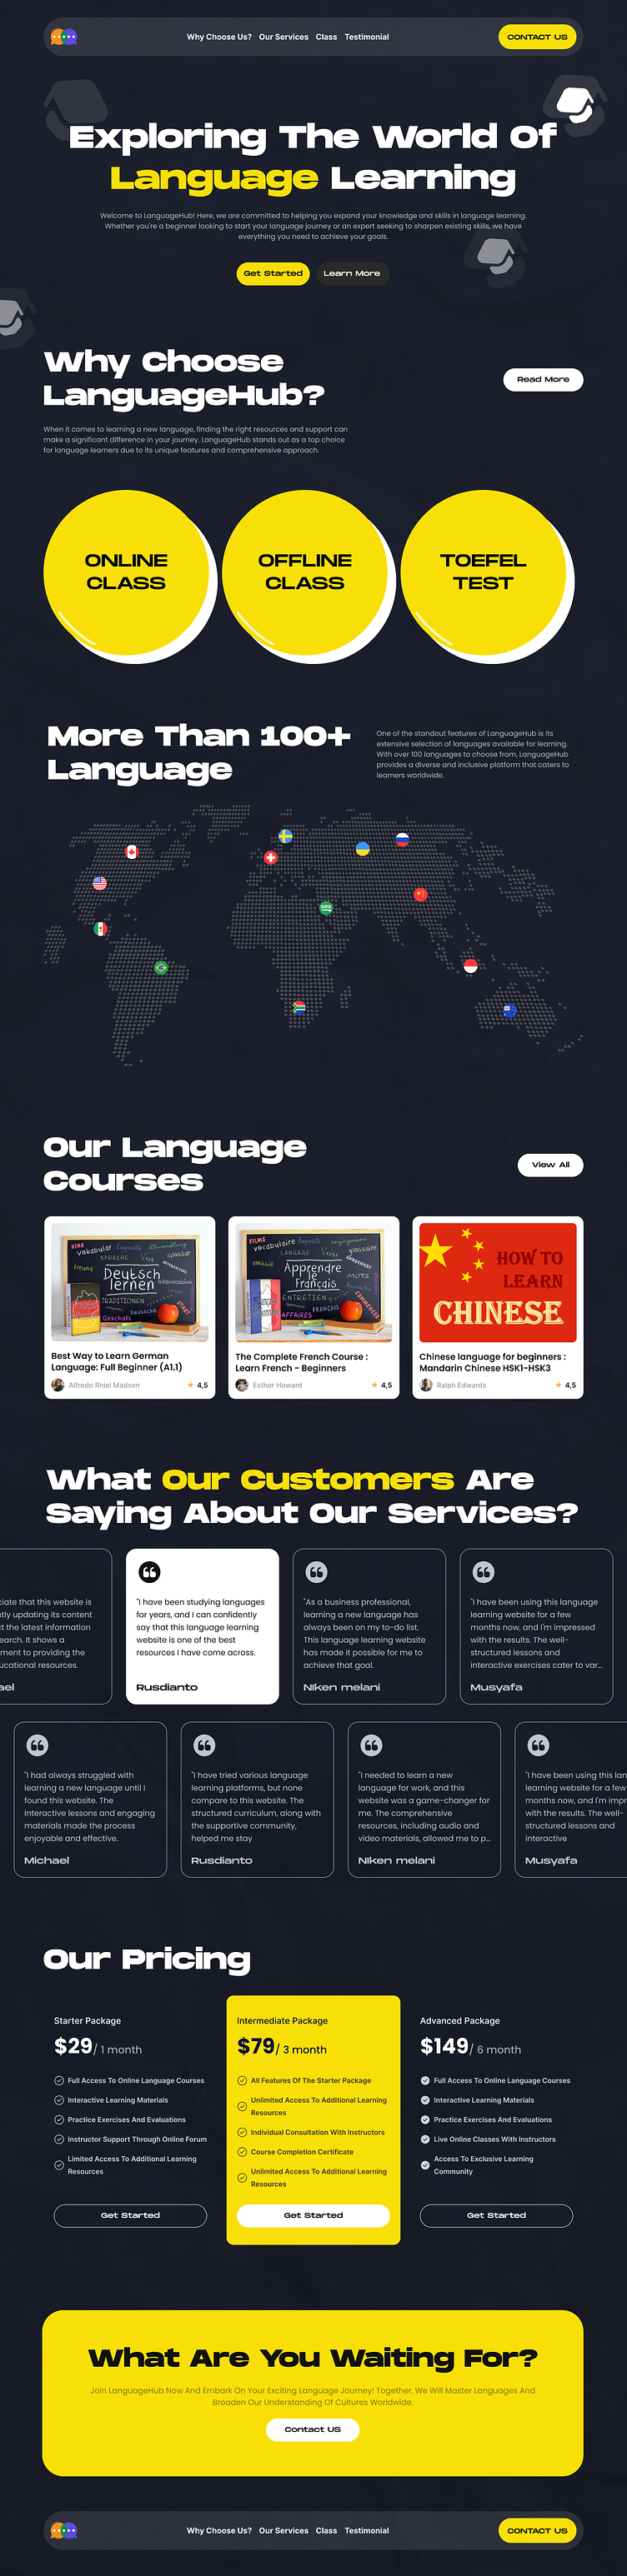 Why Choose Us? Our Services Class Testimonial
CONTACT US
Exploring The World Of
Language Learning
Welcome to LanguageHub! Here, we are committed to helping you expand your knowledge and skills in language learning.
Whether you're a beginner looking to start your language journey or an expert seeking to sharpen existing skills, we have
everything you need to achieve your goals.
Get Started
Learn More
Why Choose
LanguageHub?
Read More
When it comes to learning a new language, finding the right resources and support can
make a significant difference in your journey. LanguageHub stands out as a top choice
for language learners due to its unique features and comprehensive approach.
ONLINE
CLASS
OFFLINE
CLASS
TOEFEL
TEST
More Than 100+
Language
One of the standout features of LanguageHub is its
extensive selection of languages available for learning.
With over 100 languages to choose from, LanguageHub
provides a diverse and inclusive platform that caters to
learners worldwide.
Our Language
Courses
View All
Deutsch
lernen
Best Way to Learn German
Language: Full Beginner (A1.1)
Alfredo Rhiel Madsen
4,5
Apprendre
le Français
The Complete French Course :
Learn French - Beginners
Esther Howard
4,5
HOW TO
LEARN
CHINESE
Chinese language for beginners :
Mandarin Chinese HSK1-HSK3
Ralph Edwards
4,5
What Our Customers Are
Saying About Our Services?
ciate that this website is
tly updating its content
t the latest information
earch. It shows a
ment to providing the
ucational resources.
ael
"I have been studying languages
for years, and I can confidently
say that this language learning
website is one of the best
resources I have come across.
Rusdianto
"As a business professional,
learning a new language has
always been on my to-do list.
This language learning website
has made it possible for me to
achieve that goal.
Niken melani
"I have been using this language
learning website for a few
months now, and I'm impressed
with the results. The well-
structured lessons and
interactive exercises cater to var...
Musyafa
"I had always struggled with
learning a new language until I
found this website. The
interactive lessons and engaging
materials made the process
enjoyable and effective.
Michael
"I have tried various language
learning platforms, but none
compare to this website. The
structured curriculum, along with
the supportive community,
helped me stay
Rusdianto
"I needed to learn a new
language for work, and this
website was a game-changer for
me. The comprehensive
resources, including audio and
video materials, allowed me to p...
Niken melani
"I have been using this lan
learning website for a few
months now, and I'm impr
with the results. The well-
structured lessons and
interactive
Musyafa
Our Pricing
Starter Package
$29/ 1 month
Full Access To Online Language Courses
Interactive Learning Materials
Practice Exercises And Evaluations
Instructor Support Through Online Forum
Limited Access To Additional Learning
Resources
Get Started
Intermediate Package
$79/ 3 month
All Features Of The Starter Package
Unlimited Access To Additional Learning
Resources
Individual Consultation With Instructors
Course Completion Certificate
Unlimited Access To Additional Learning
Resources
Get Started
Advanced Package
$149/ 6 month
Full Access To Online Language Courses
Interactive Learning Materials
Practice Exercises And Evaluations
Live Online Classes With Instructors
Access To Exclusive Learning
Community
Get Started
What Are You Waiting For?
Join LanguageHub Now And Embark On Your Exciting Language Journey! Together, We Will Master Languages And
Broaden Our Understanding Of Cultures Worldwide.
Contact US
Why Choose Us? Our Services Class Testimonial
CONTACT US